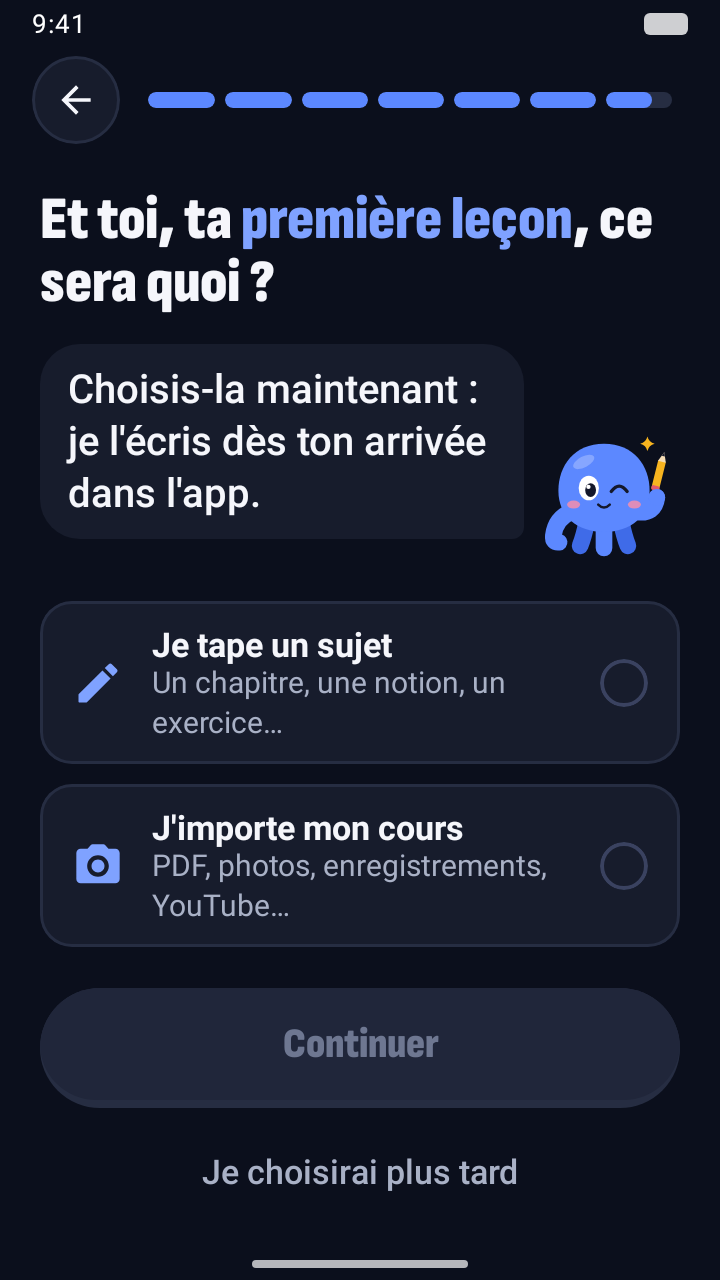 9:41
Et toi, ta première leçon, ce
sera quoi ?
Choisis-la maintenant :
je l'écris dès ton arrivée
dans l'app.
Je tape un sujet
Un chapitre, une notion, un
exercice…
J'importe mon cours
PDF, photos, enregistrements,
YouTube…
Continuer
Je choisirai plus tard